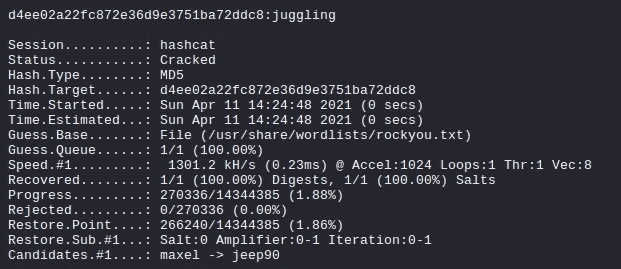 d4ee02a22fc872e36d9e3751ba72ddc8:juggling
Session..........: hashcat
Status...........: Cracked
Hash.Type........: MD5
Hash.Target......: d4ee02a22fc872e36d9e3751ba72ddc8
Time.Started.....: Sun Apr 11 14:24:48 2021 (0 secs)
Time.Estimated...: Sun Apr 11 14:24:48 2021 (0 secs)
Guess.Base.......: File (/usr/share/wordlists/rockyou.txt)
Guess.Queue......: 1/1 (100.00%)
Speed.#1.........:  1301.2 kH/s (0.23ms) @ Accel:1024 Loops:1 Thr:1 Vec:8
Recovered........: 1/1 (100.00%) Digests, 1/1 (100.00%) Salts
Progress.........: 270336/14344385 (1.88%)
Rejected.........: 0/270336 (0.00%)
Restore.Point....: 266240/14344385 (1.86%)
Restore.Sub.#1...: Salt:0 Amplifier:0-1 Iteration:0-1
Candidates.#1....: maxel -> jeep90